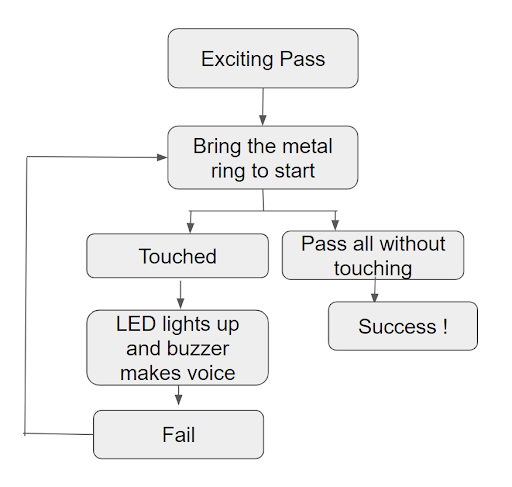 Exciting Pass
Bring the metal
ring to start
Touched
Pass all without
touching
LED lights up
and buzzer
makes voice
Success !
Fail